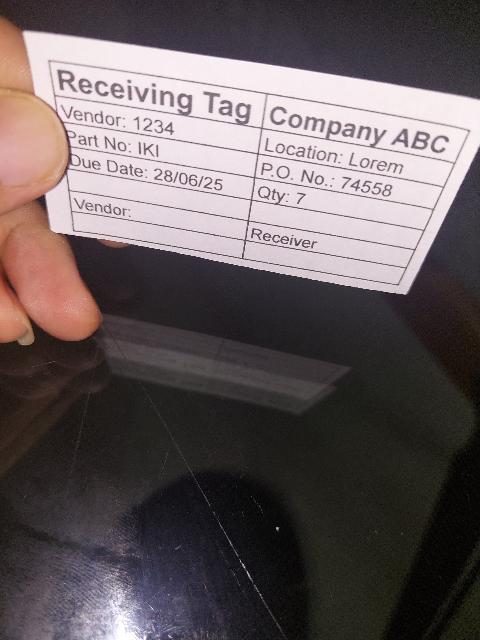 Receiving Tag
Company ABC
Vendor: 1234
Location: Lorem
Part No: IKI
P.O. No.: 74558
Due Date: 28/06/25
Qty: 7
Vendor:
Receiver